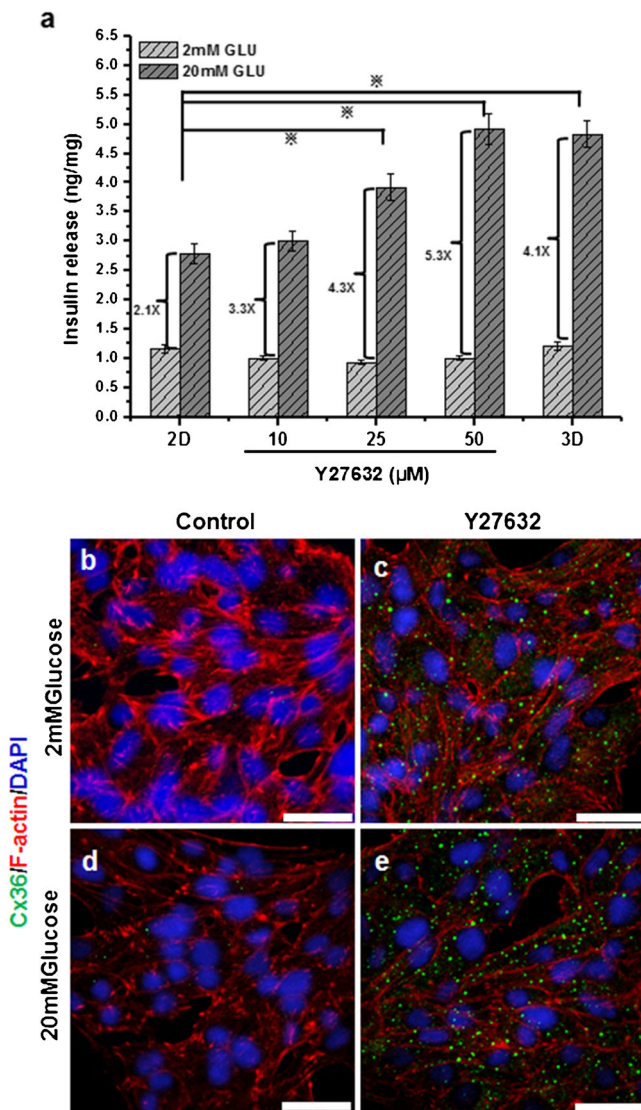 a
2mM GLU
20mM GLU
Insulin release (ng/mg)
6.5
6.0
5.5
5.0
4.5
4.0
3.5
3.0
2.5
2.0
1.5
1.0
0.5
0.0
※
※
※
2.1X
3.3X
4.3X
5.3X
4.1X
2D
10
25
50
3D
Y27632 (μM)
Control
Y27632
Cx36/F-actin/DAPI
2mMGlucose
b
c
20mMGlucose
d
e